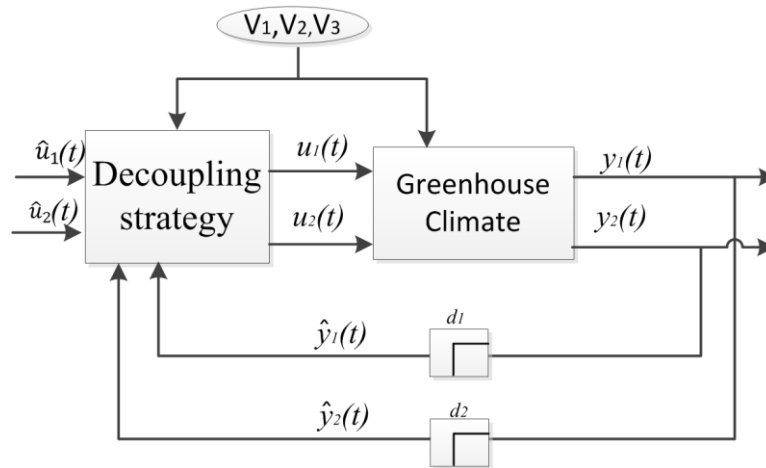 V₁,V₂,V₃
û₁(t)
û₂(t)
Decoupling
strategy
u₁(t)
u₂(t)
Greenhouse
Climate
y₁(t)
y₂(t)
ŷ₁(t)
d₁
ŷ₂(t)
d₂